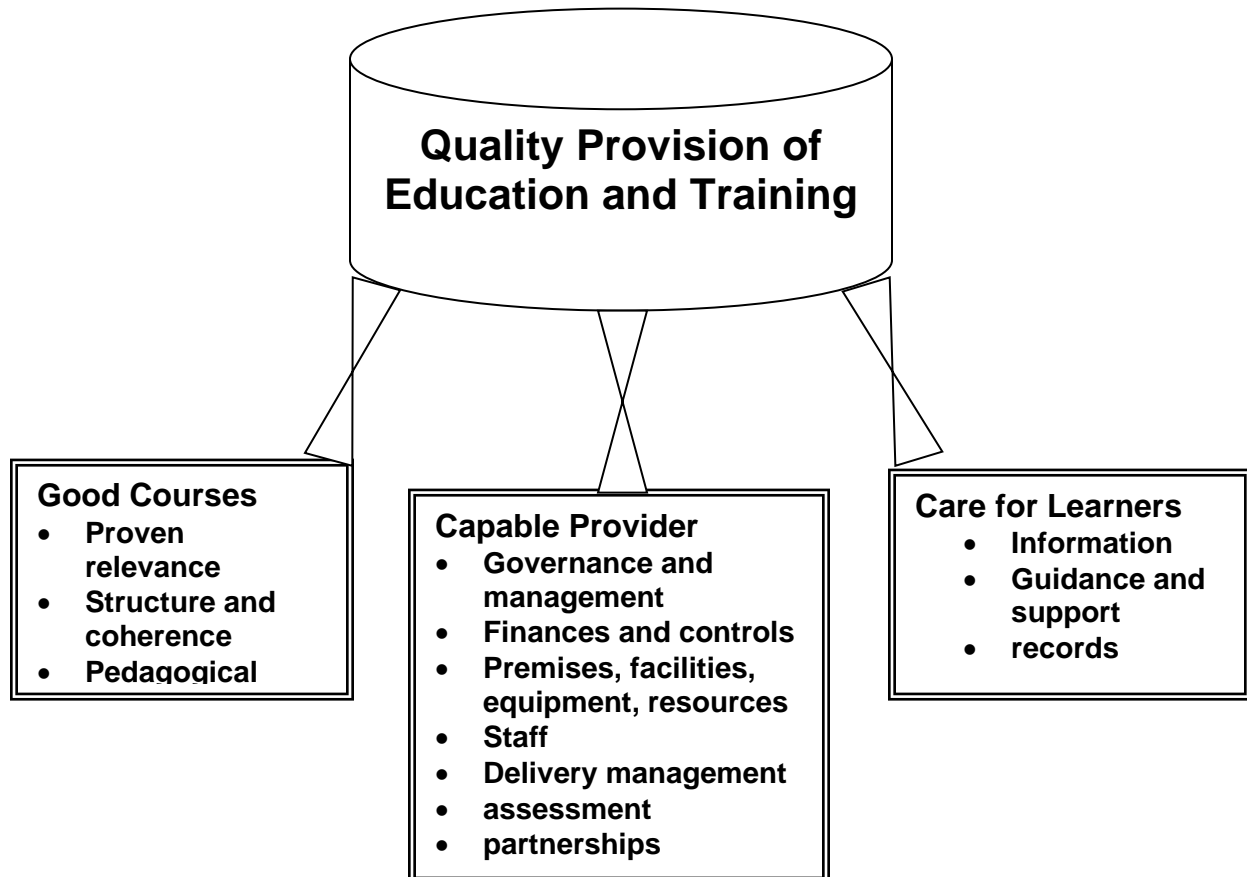 Quality Provision of
Education and Training
Good Courses
• Proven
relevance
• Structure and
coherence
• Pedagogical
Capable Provider
• Governance and
management
• Finances and controls
• Premises, facilities,
equipment, resources
• Staff
• Delivery management
• assessment
• partnerships
Care for Learners
• Information
• Guidance and
support
• records